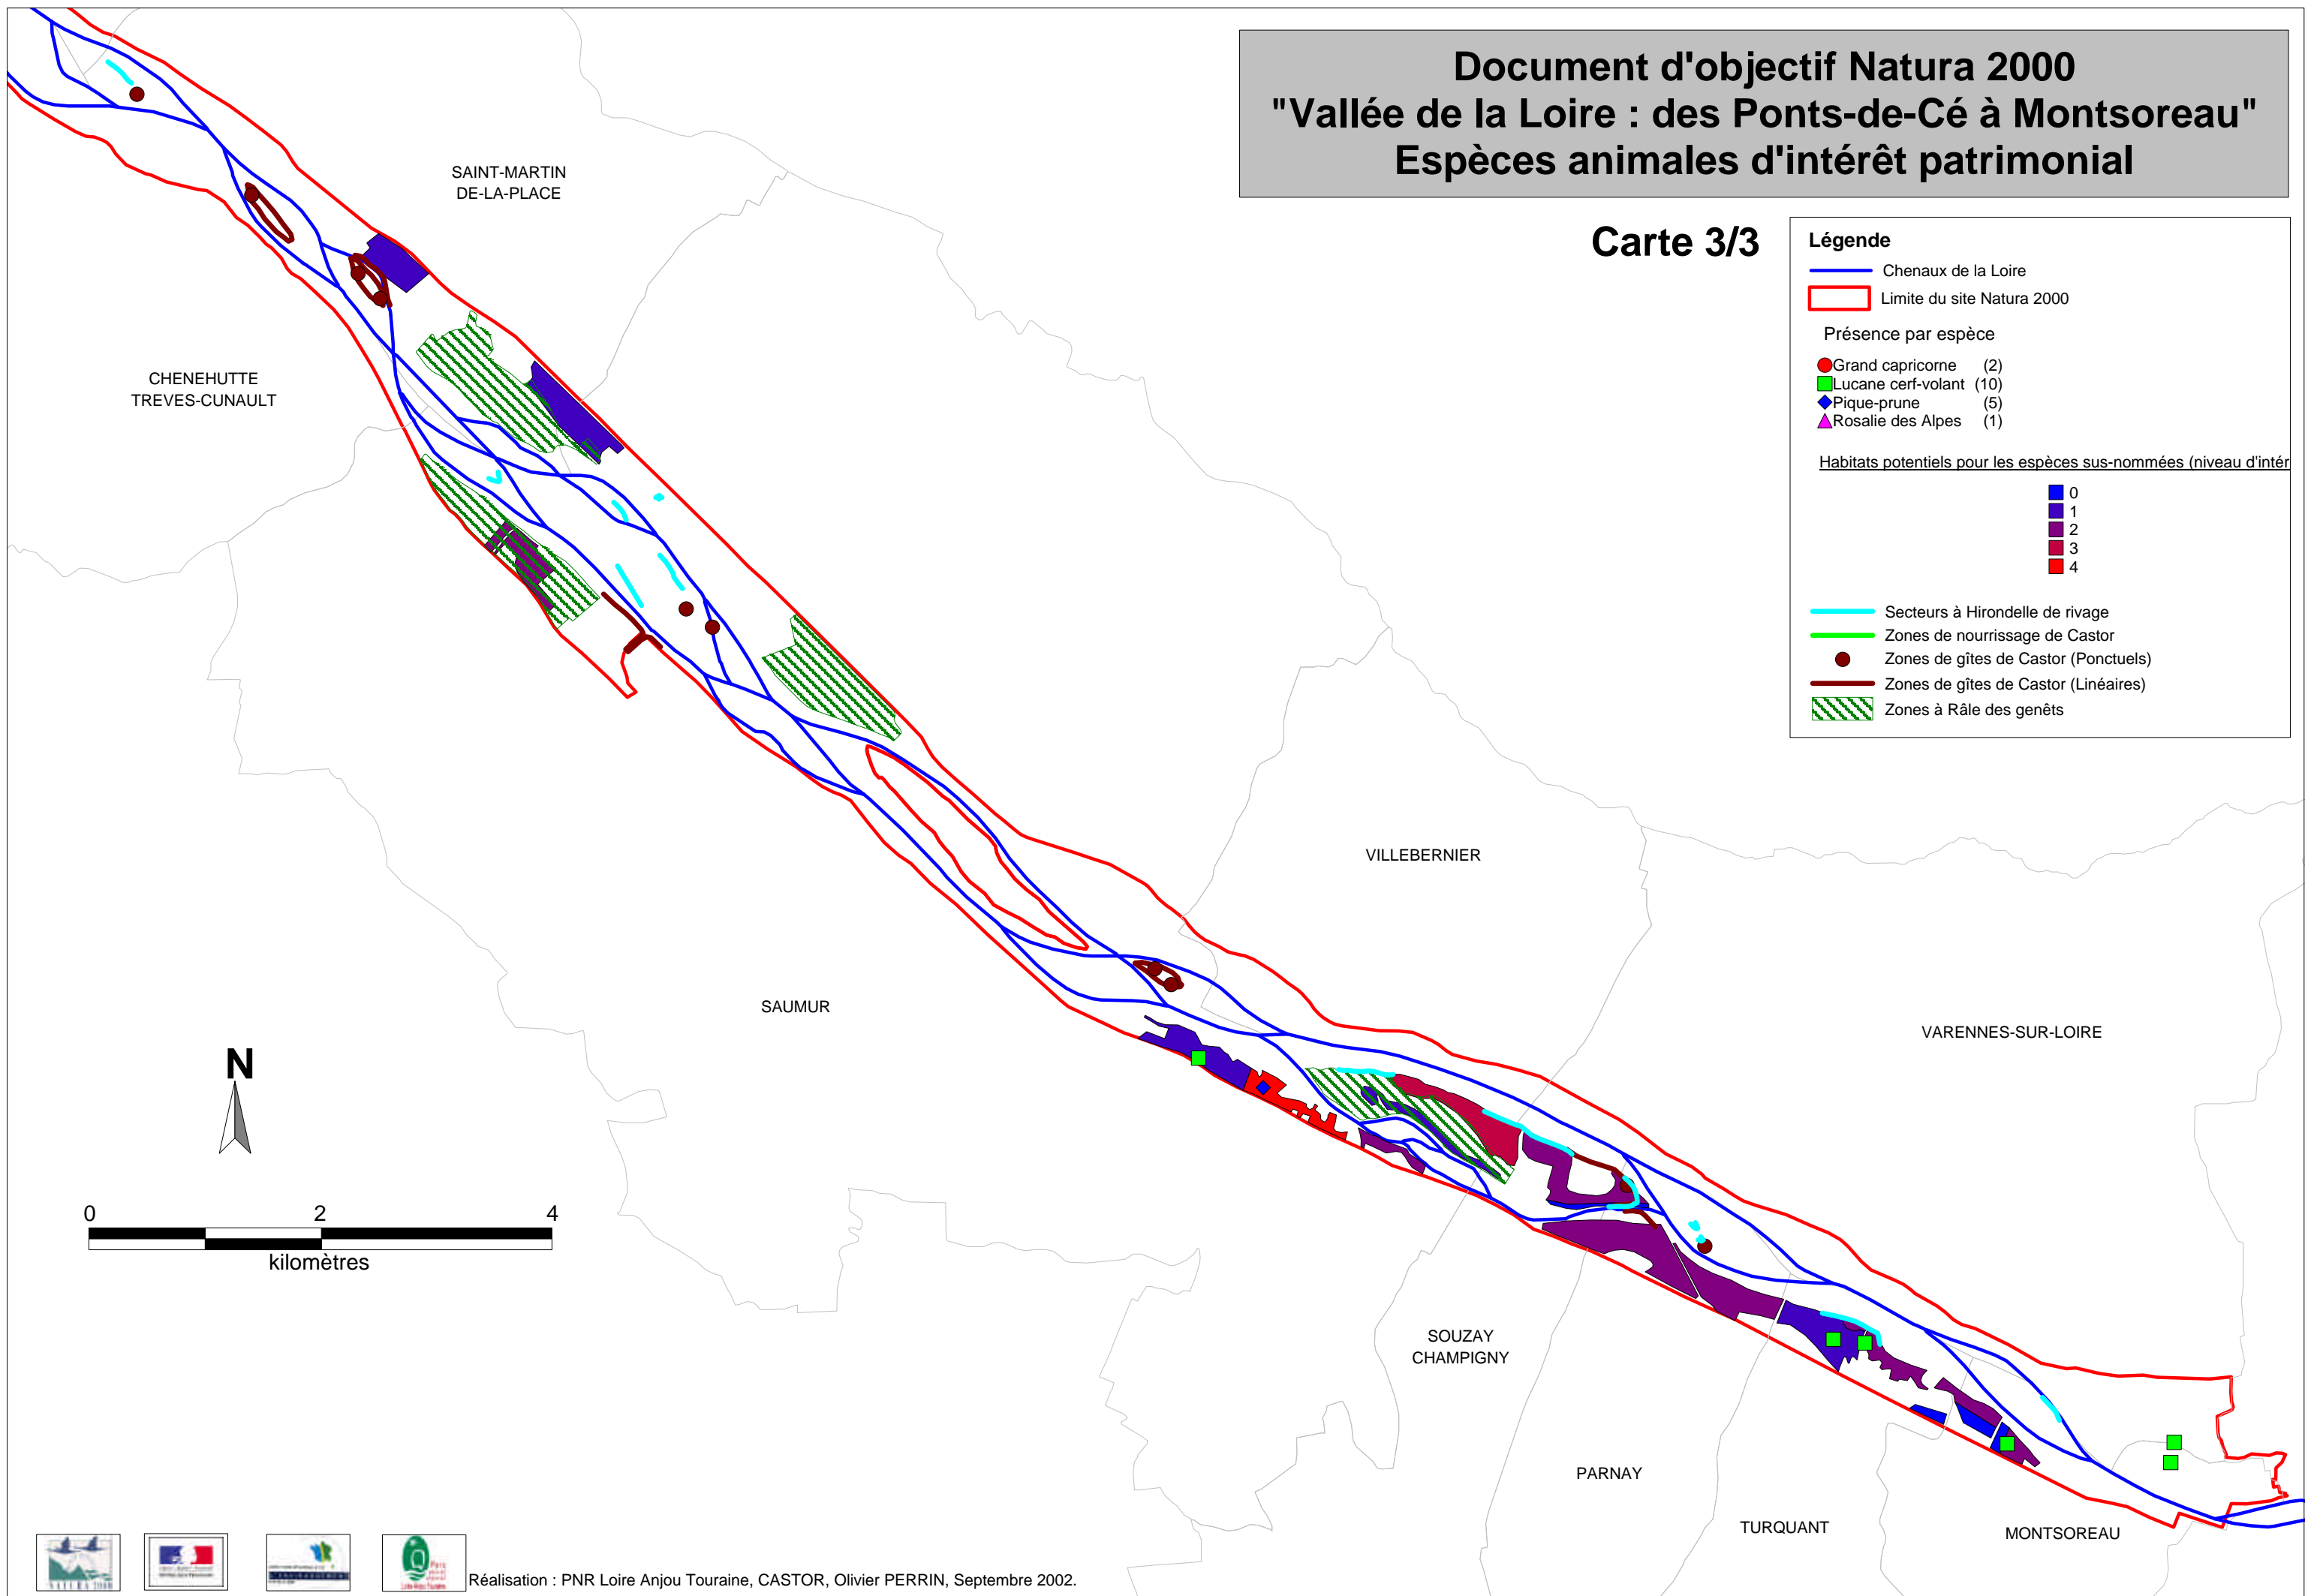 Document d'objectif Natura 2000
"Vallée de la Loire : des Ponts-de-Cé à Montsoreau"
Espèces animales d'intérêt patrimonial
Carte 3/3
Légende
Chenaux de la Loire
Limite du site Natura 2000
Présence par espèce
Grand capricorne (2)
Lucane cerf-volant (10)
Pique-prune (5)
Rosalie des Alpes (1)
Habitats potentiels pour les espèces sus-nommées (niveau d'intér
0
1
2
3
4
Secteurs à Hirondelle de rivage
Zones de nourrissage de Castor
Zones de gîtes de Castor (Ponctuels)
Zones de gîtes de Castor (Linéaires)
Zones à Râle des genêts
SAINT-MARTIN
DE-LA-PLACE
CHENEHUTTE
TREVES-CUNAULT
VILLEBERNIER
SAUMUR
VARENNES-SUR-LOIRE
SOUZAY
CHAMPIGNY
PARNAY
TURQUANT
MONTSOREAU
N
0 2 4
kilomètres
NATURA 2000
Parc
Loire Anjou Touraine
Réalisation : PNR Loire Anjou Touraine, CASTOR, Olivier PERRIN, Septembre 2002.